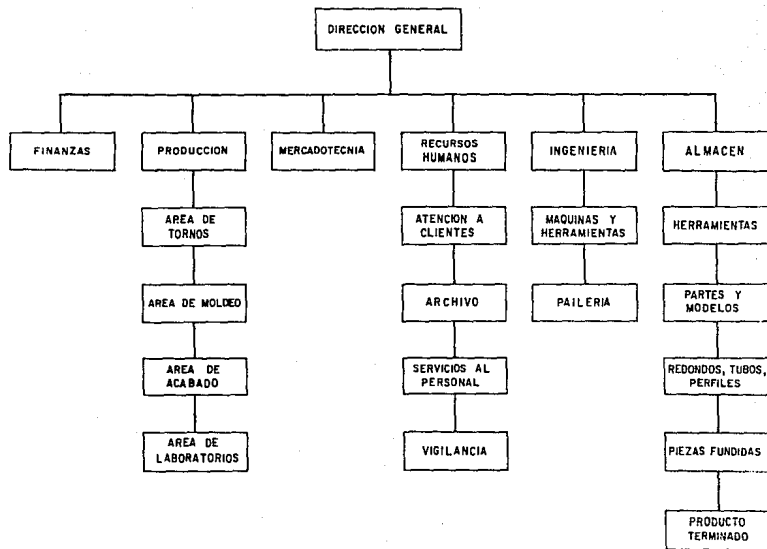 DIRECCION GENERAL
FINANZAS
PRODUCCION
MERCADOTECNIA
RECURSOS
HUMANOS
INGENIERIA
ALMACEN
AREA DE
TORNOS
ATENCION A
CLIENTES
MAQUINAS Y
HERRAMIENTAS
HERRAMIENTAS
AREA DE MOLDEO
ARCHIVO
PAILERIA
PARTES Y
MODELOS
AREA DE
ACABADO
SERVICIOS AL
PERSONAL
REDONDOS, TUBOS,
PERFILES
AREA DE
LABORATORIOS
VIGILANCIA
PIEZAS FUNDIDAS
PRODUCTO
TERMINADO